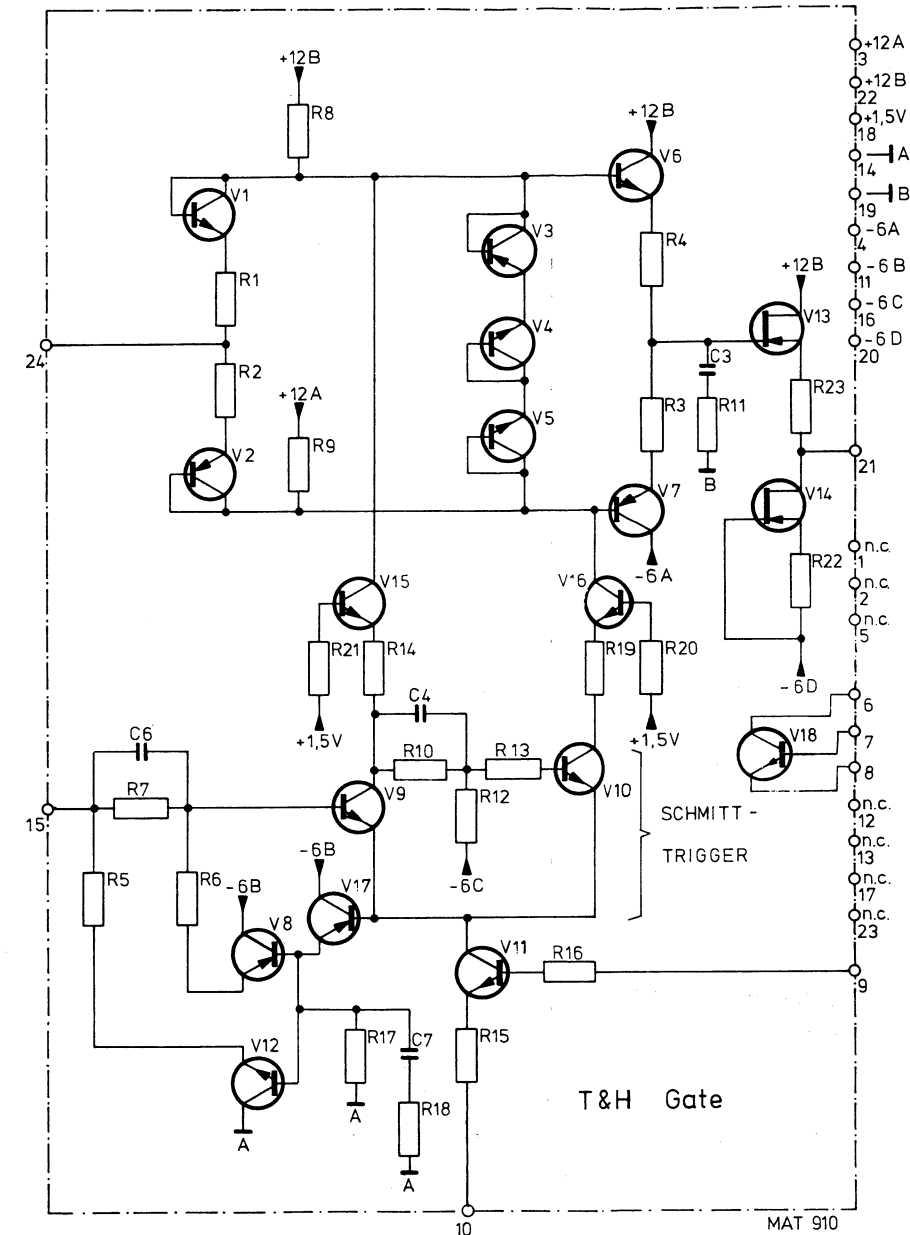 +12A
3
+12B
22
+1,5V
18
A
14
B
19
-6A
4
-6B
11
-6C
16
-6D
20
+12B
R8
+12B
V6
V1
V3
R4
R1
+12B
V13
24
V4
C3
R2
+12A
R23
R9
R3
R11
V5
V2
21
B
V7
V14
-6A
n.c.
1
R22
V15
V16
n.c.
2
n.c.
5
R21
R14
R19
R20
-6D
C4
6
+1,5V
+1,5V
C6
V18
7
R10
R13
8
R7
V9
V10
R12
n.c.
12
15
SCHMITT-
TRIGGER
n.c.
13
-6B
-6C
n.c.
17
R5
R6
-6B
V17
n.c.
23
V8
V11
R16
9
V12
R17
C7
R15
A
R18
T&H Gate
A
A
10
MAT 910